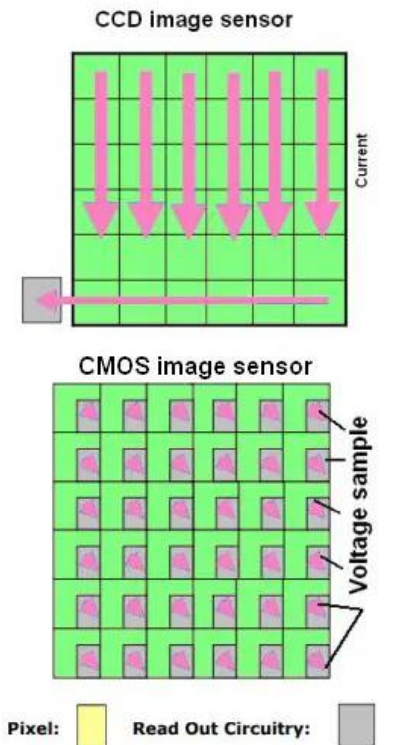 CCD image sensor
Current
CMOS image sensor
Voltage sample
Pixel: Read Out Circuitry: